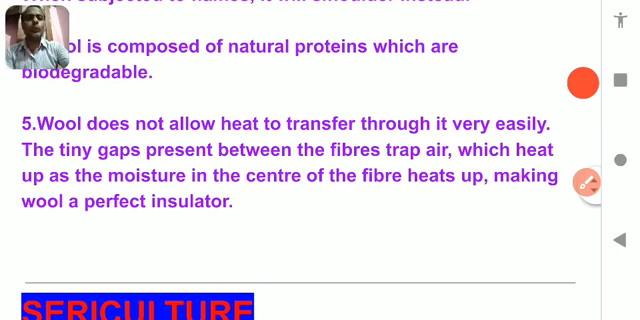 ol is composed of natural proteins which are
biodegradable.
5.Wool does not allow heat to transfer through it very easily.
The tiny gaps present between the fibres trap air, which heat
up as the moisture in the centre of the fibre heats up, making
wool a perfect insulator.
SERICULTURE